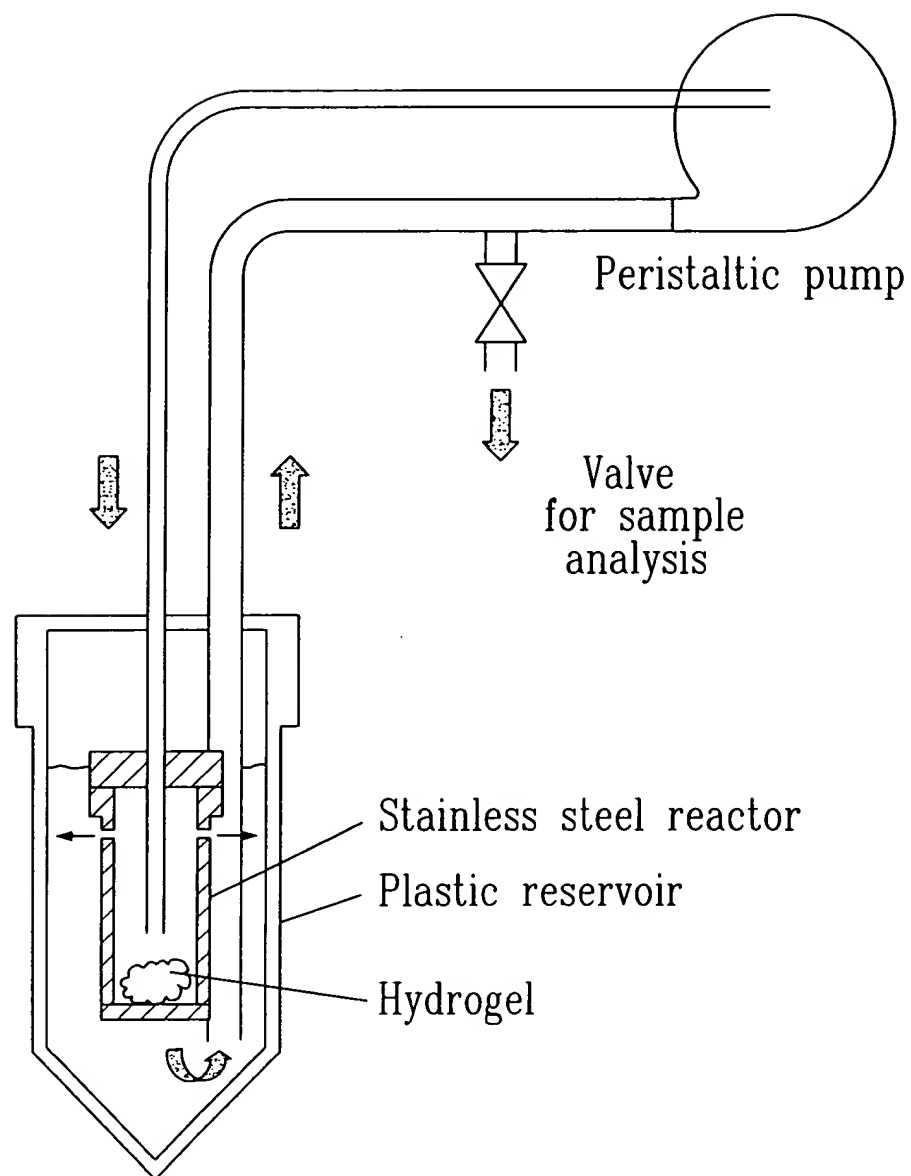 Peristaltic pump
Valve
for sample
analysis
Stainless steel reactor
Plastic reservoir
Hydrogel